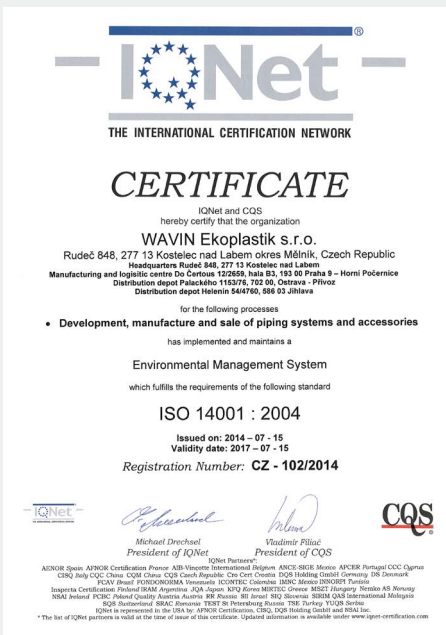 IQNet®
THE INTERNATIONAL CERTIFICATION NETWORK
CERTIFICATE
IQNet and CQS
hereby certify that the organization
WAVIN Ekoplastik s.r.o.
Rudeč 848, 277 13 Kostelec nad Labem okres Mělník, Czech Republic
Headquarters Rudeč 848, 277 13 Kostelec nad Labem
Manufacturing and logisitic centre Do Čertous 12/2659, hala B3, 193 00 Praha 9 – Horní Počernice
Distribution depot Palackého 1153/76, 702 00, Ostrava - Přívoz
Distribution depot Helenín 54/4760, 586 03 Jihlava
for the following processes
• Development, manufacture and sale of piping systems and accessories
has implemented and maintains a
Environmental Management System
which fulfills the requirements of the following standard
ISO 14001 : 2004
Issued on: 2014 – 07 - 15
Validity date: 2017 – 07 - 15
Registration Number: CZ - 102/2014
IQNet
CQS
Michael Drechsel Vladimír Filiač
President of IQNet President of CQS
IQNet Partners*:
AENOR Spain AFNOR Certification France AIB-Vinçotte International Belgium ANCE-SIGE Mexico APCER Portugal CCC Cyprus
CISQ Italy CQC China CQM China CQS Czech Republic Cro Cert Croatia DQS Holding GmbH Germany DS Denmark
FCAV Brazil FONDONORMA Venezuela ICONTEC Colombia IMNC Mexico INNORPI Tunisia
Inspecta Certification Finland IRAM Argentina JQA Japan KFQ Korea MIRTEC Greece MSZT Hungary Nemko AS Norway
NSAI Ireland PCBC Poland Quality Austria Austria RR Russia SII Israel SIQ Slovenia SIRIM QAS International Malaysia
SQS Switzerland SRAC Romania TEST St Petersburg Russia TSE Turkey YUQS Serbia
IQNet is represented in the USA by: AFNOR Certification, CISQ, DQS Holding GmbH and NSAI Inc.
* The list of IQNet partners is valid at the time of issue of this certificate. Updated information is available under www.iqnet-certification.com